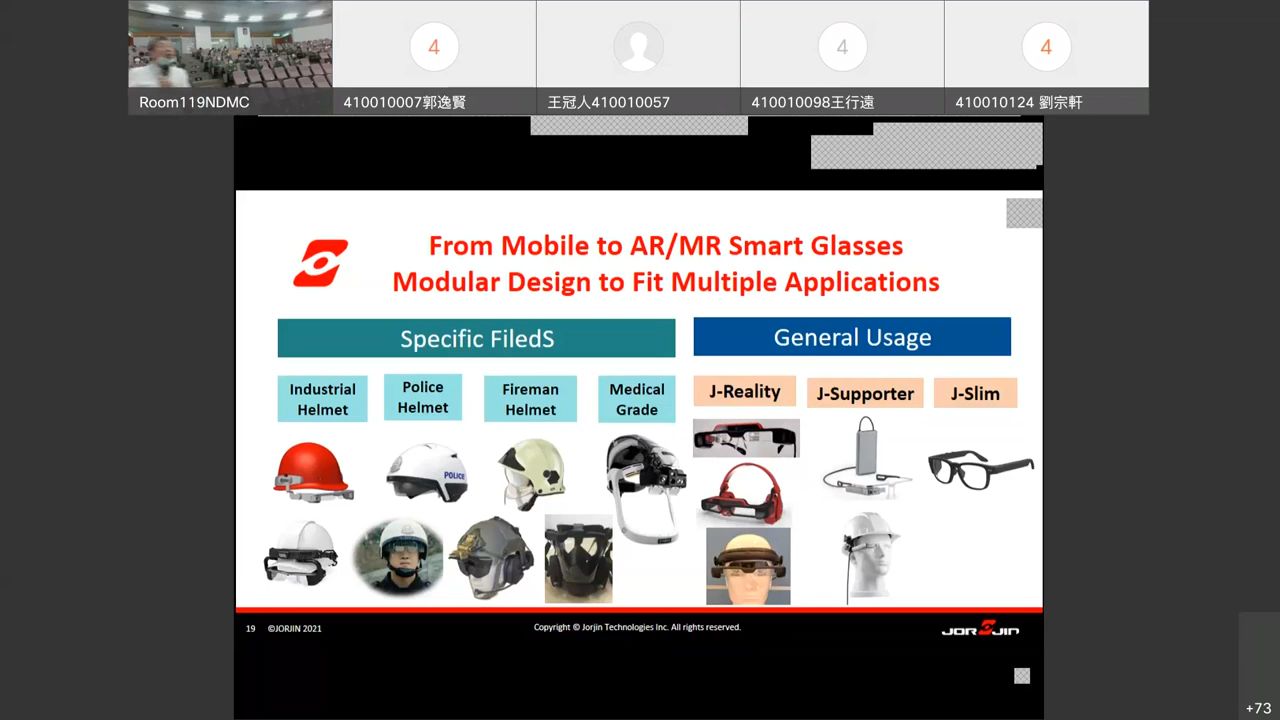 4
4
4
Room119NDMC
410010007郭逸賢
王冠人410010057
410010098王行遠
410010124 劉宗軒
From Mobile to AR/MR Smart Glasses
Modular Design to Fit Multiple Applications
Specific FiledS
General Usage
Industrial
Helmet
Police
Helmet
Fireman
Helmet
Medical
Grade
J-Reality
J-Supporter
J-Slim
POLICE
19
©JORJIN 2021
Copyright © Jorjin Technologies Inc. All rights reserved.
JORJIN
+73